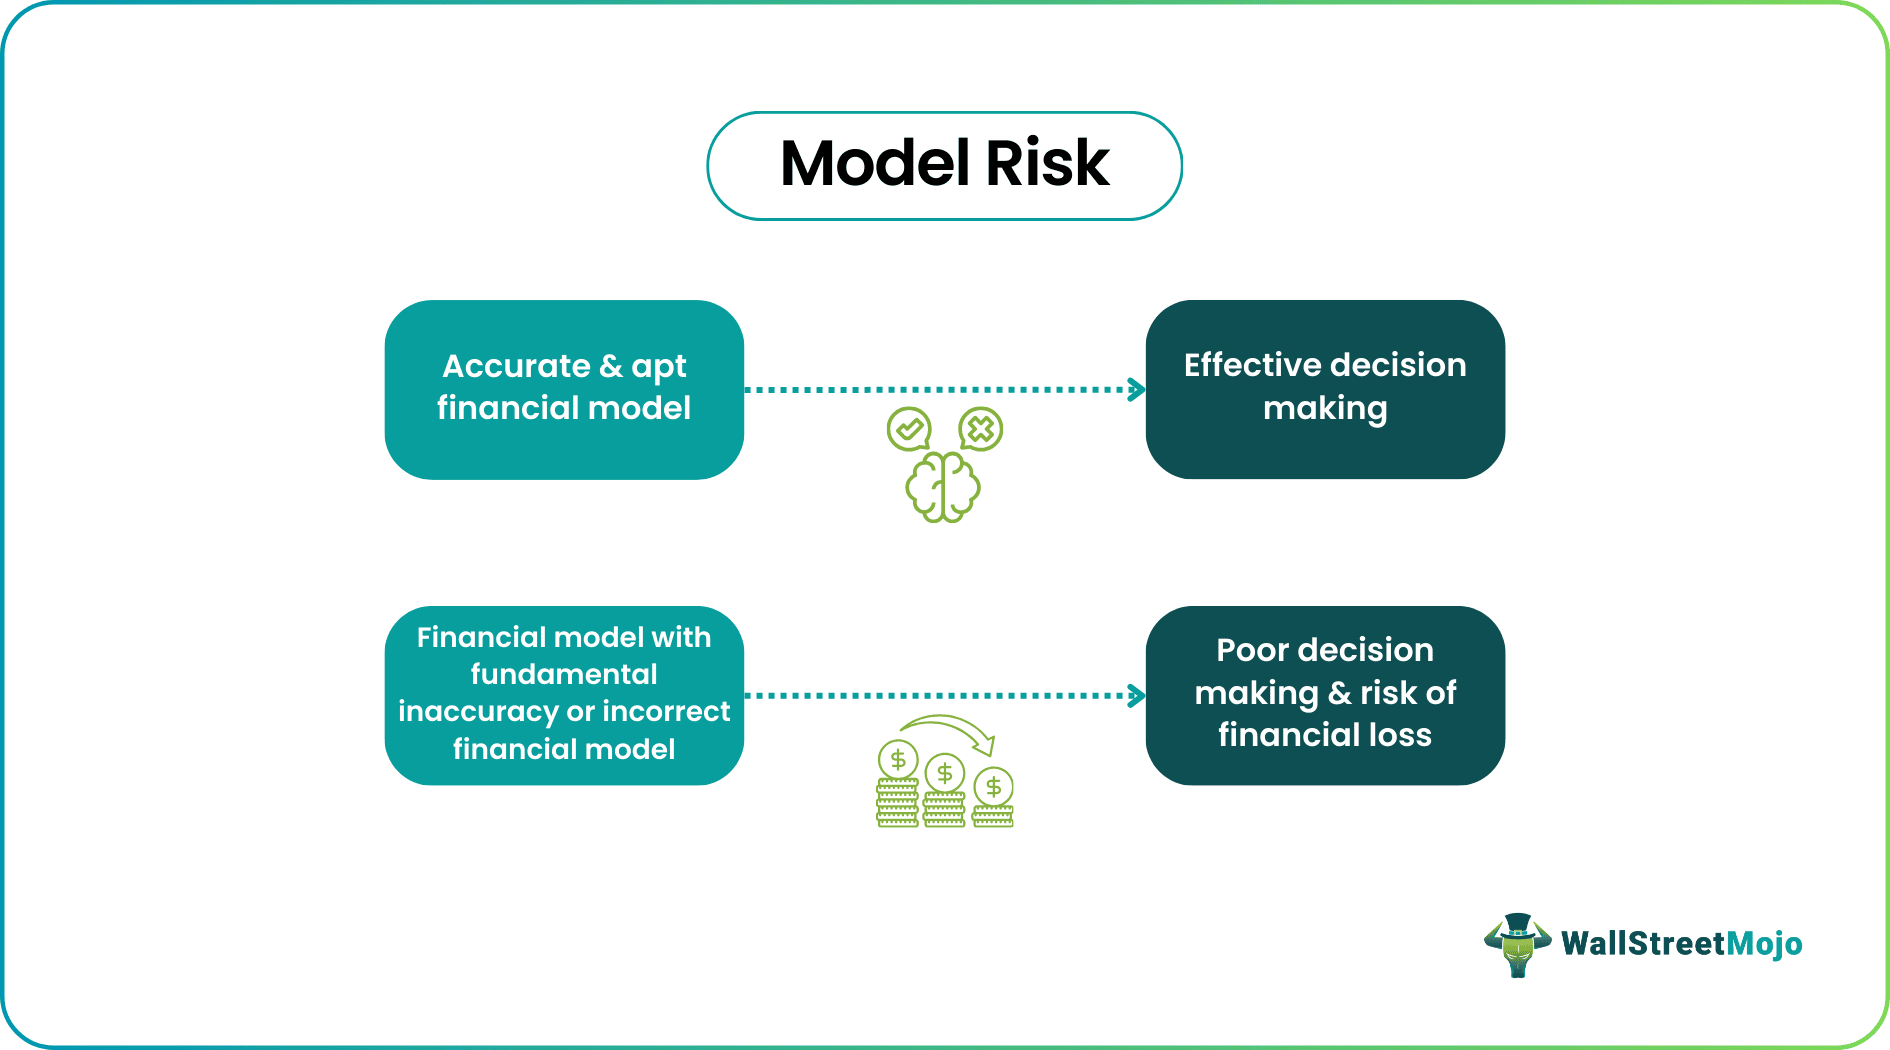 Model Risk
Accurate & apt
financial model
Effective decision
making
Financial model with
fundamental
inaccuracy or incorrect
financial model
Poor decision
making & risk of
financial loss
$ $ $
WallStreetMojo